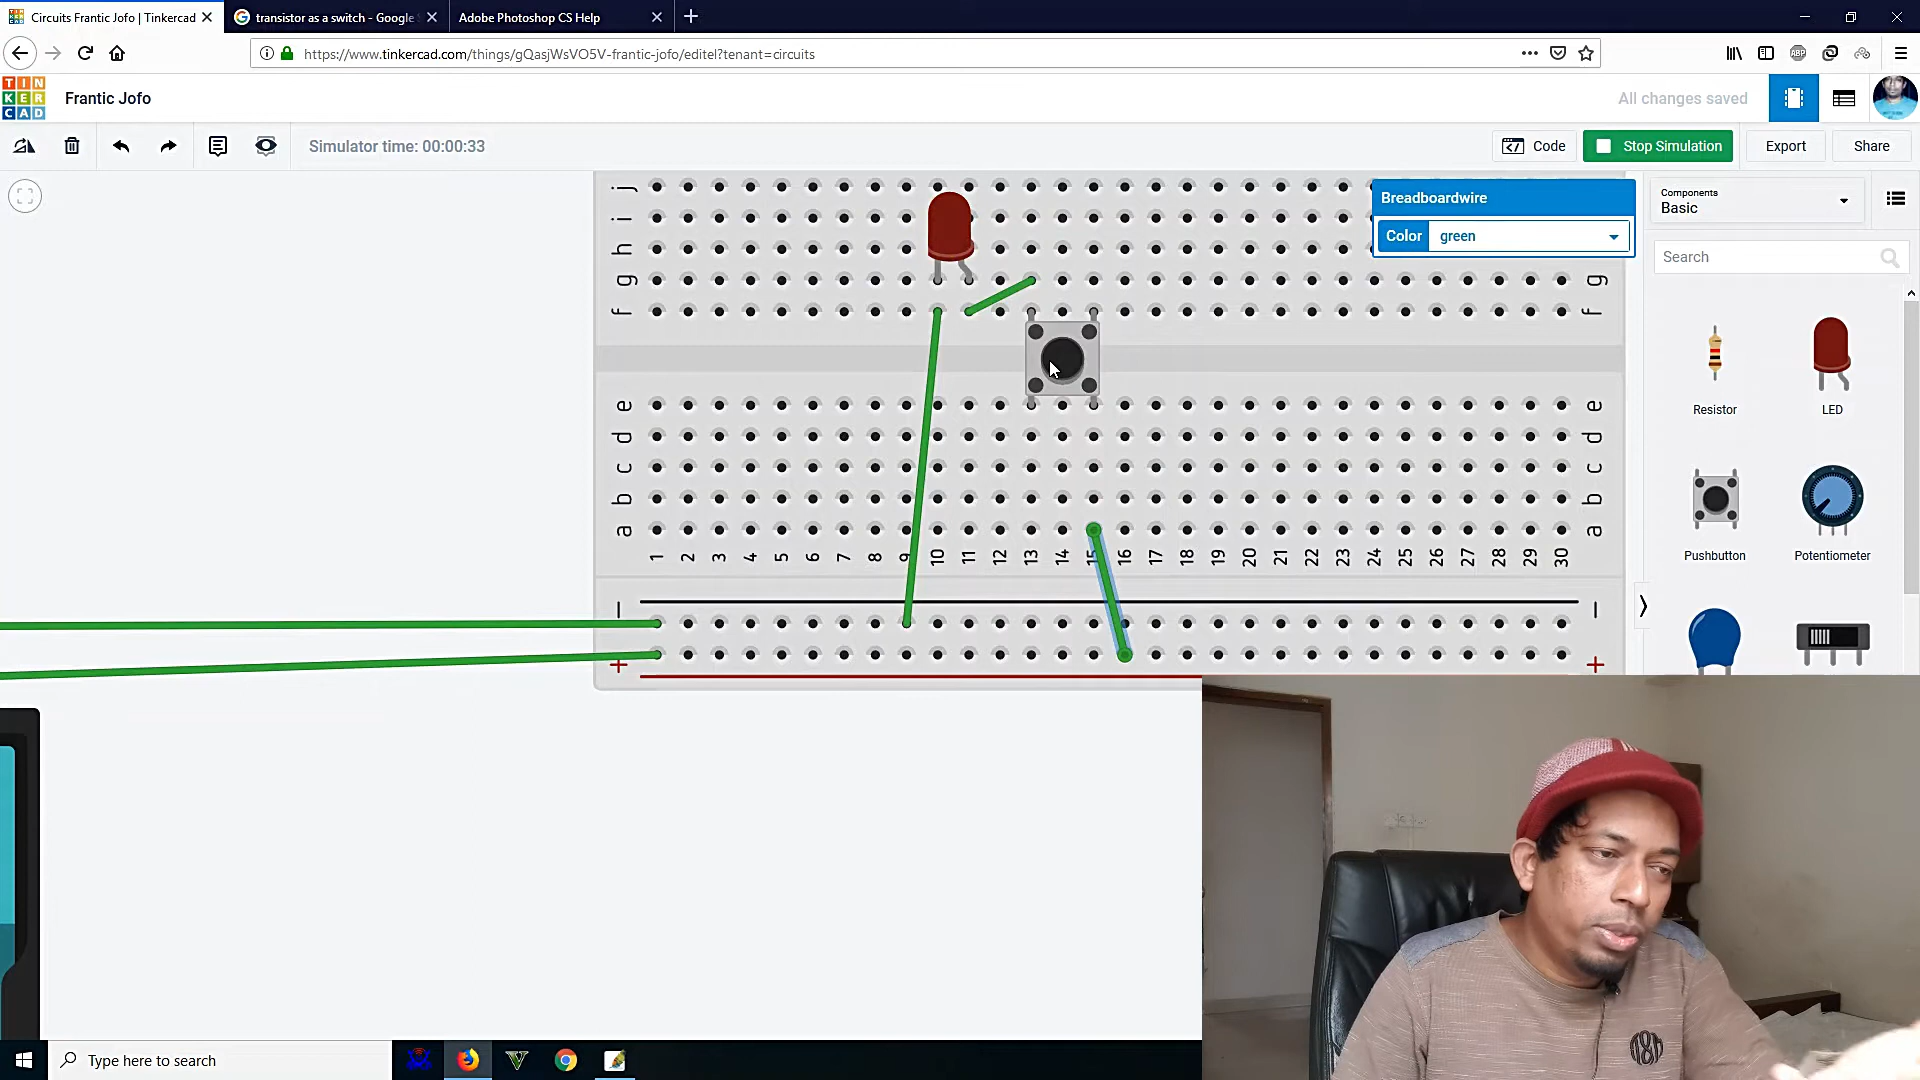 Circuits Frantic Jofo | Tinkercad
transistor as a switch - Google
Adobe Photoshop CS Help
https://www.tinkercad.com/things/gQasjWsVO5V-frantic-jofo/editel?tenant=circuits
ABP
TIN
KER
CAD
Frantic Jofo
All changes saved
Simulator time: 00:00:33
Code
Stop Simulation
Export
Share
Breadboardwire
Color
green
Components
Basic
Search
j
i
h
g g
f f
e e
d d
c c
b b
a a
1 2 3 4 5 6 7 8 9 10 11 12 13 14 15 16 17 18 19 20 21 22 23 24 25 26 27 28 29 30
− −
+ +
Resistor
LED
Pushbutton
Potentiometer
Type here to search